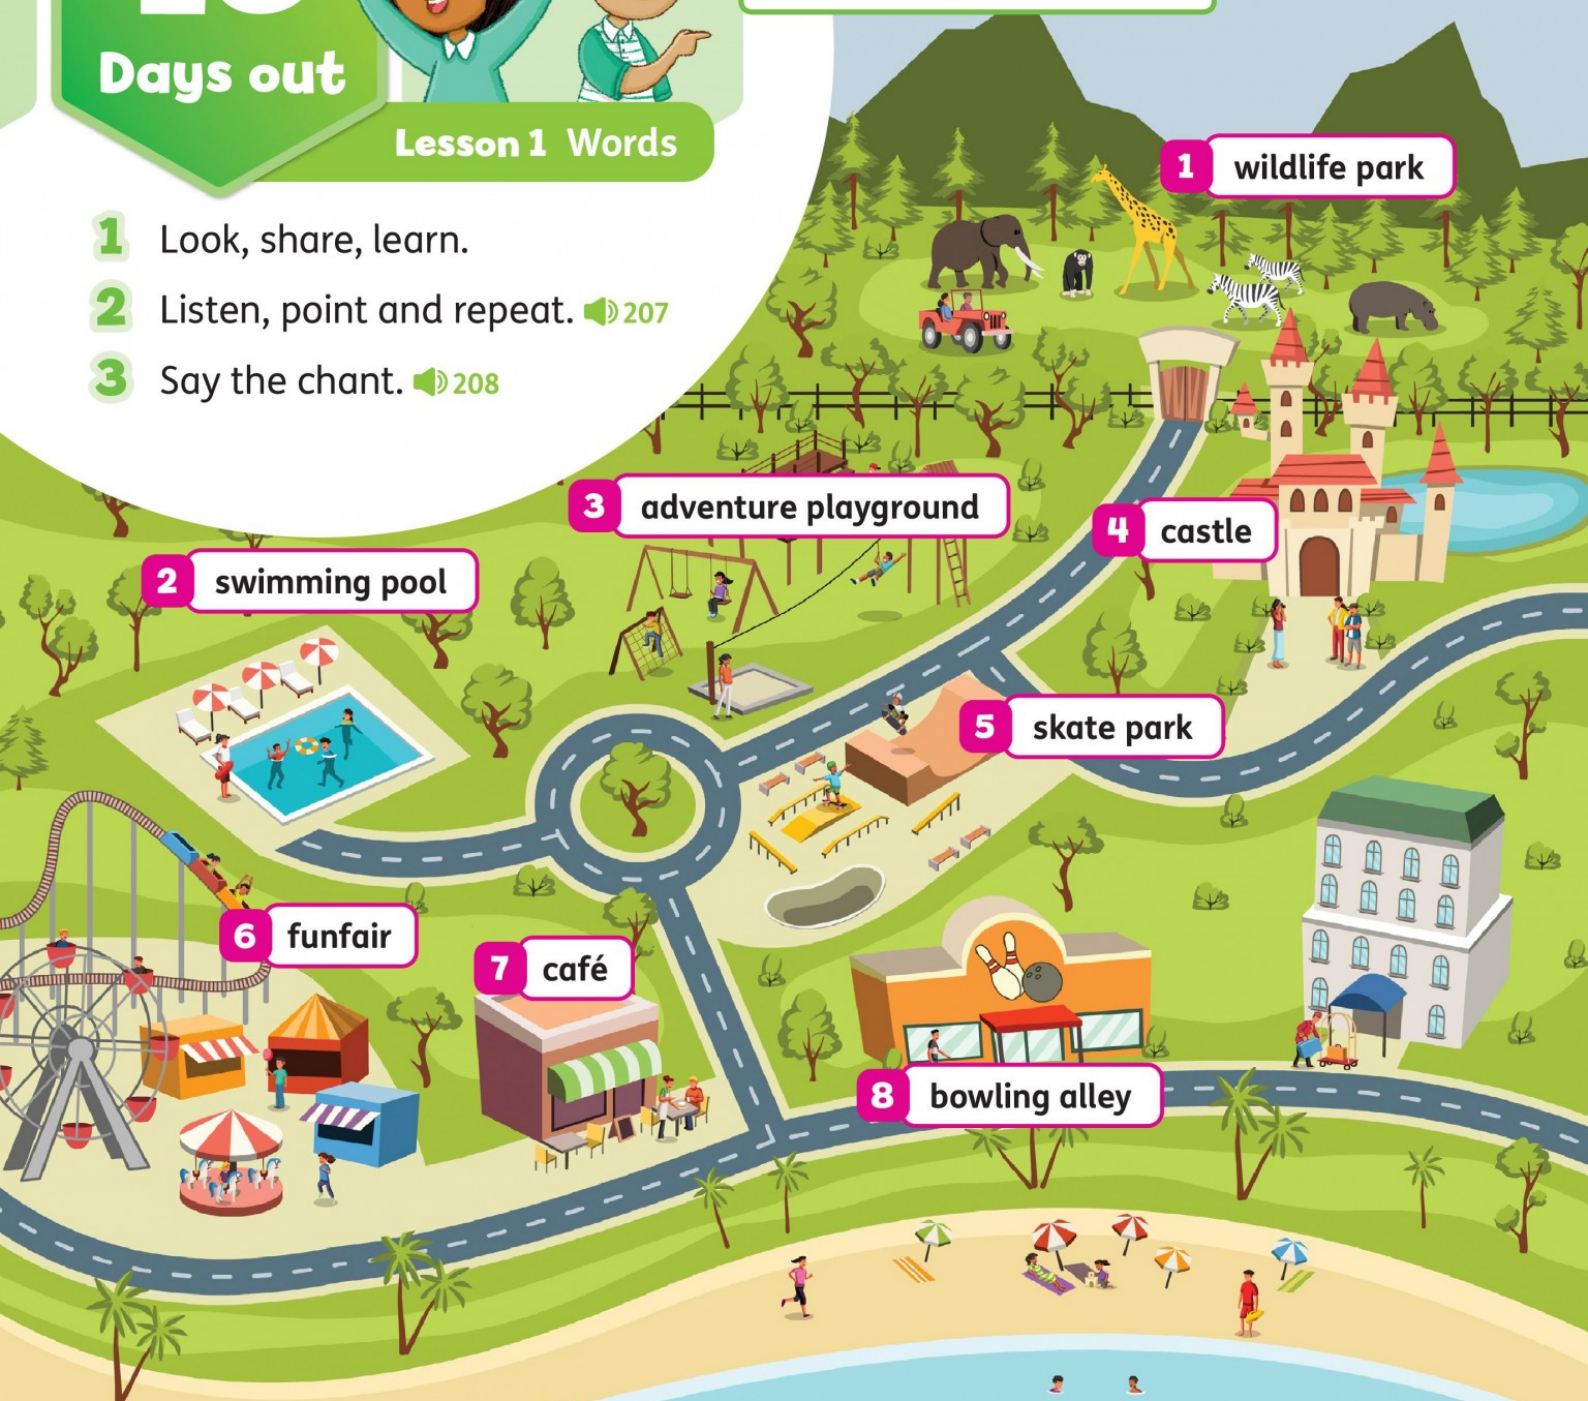 Days out
Lesson 1 Words
1 Look, share, learn.
2 Listen, point and repeat. 207
3 Say the chant. 208
1 wildlife park
2 swimming pool
3 adventure playground
4 castle
5 skate park
6 funfair
7 café
8 bowling alley